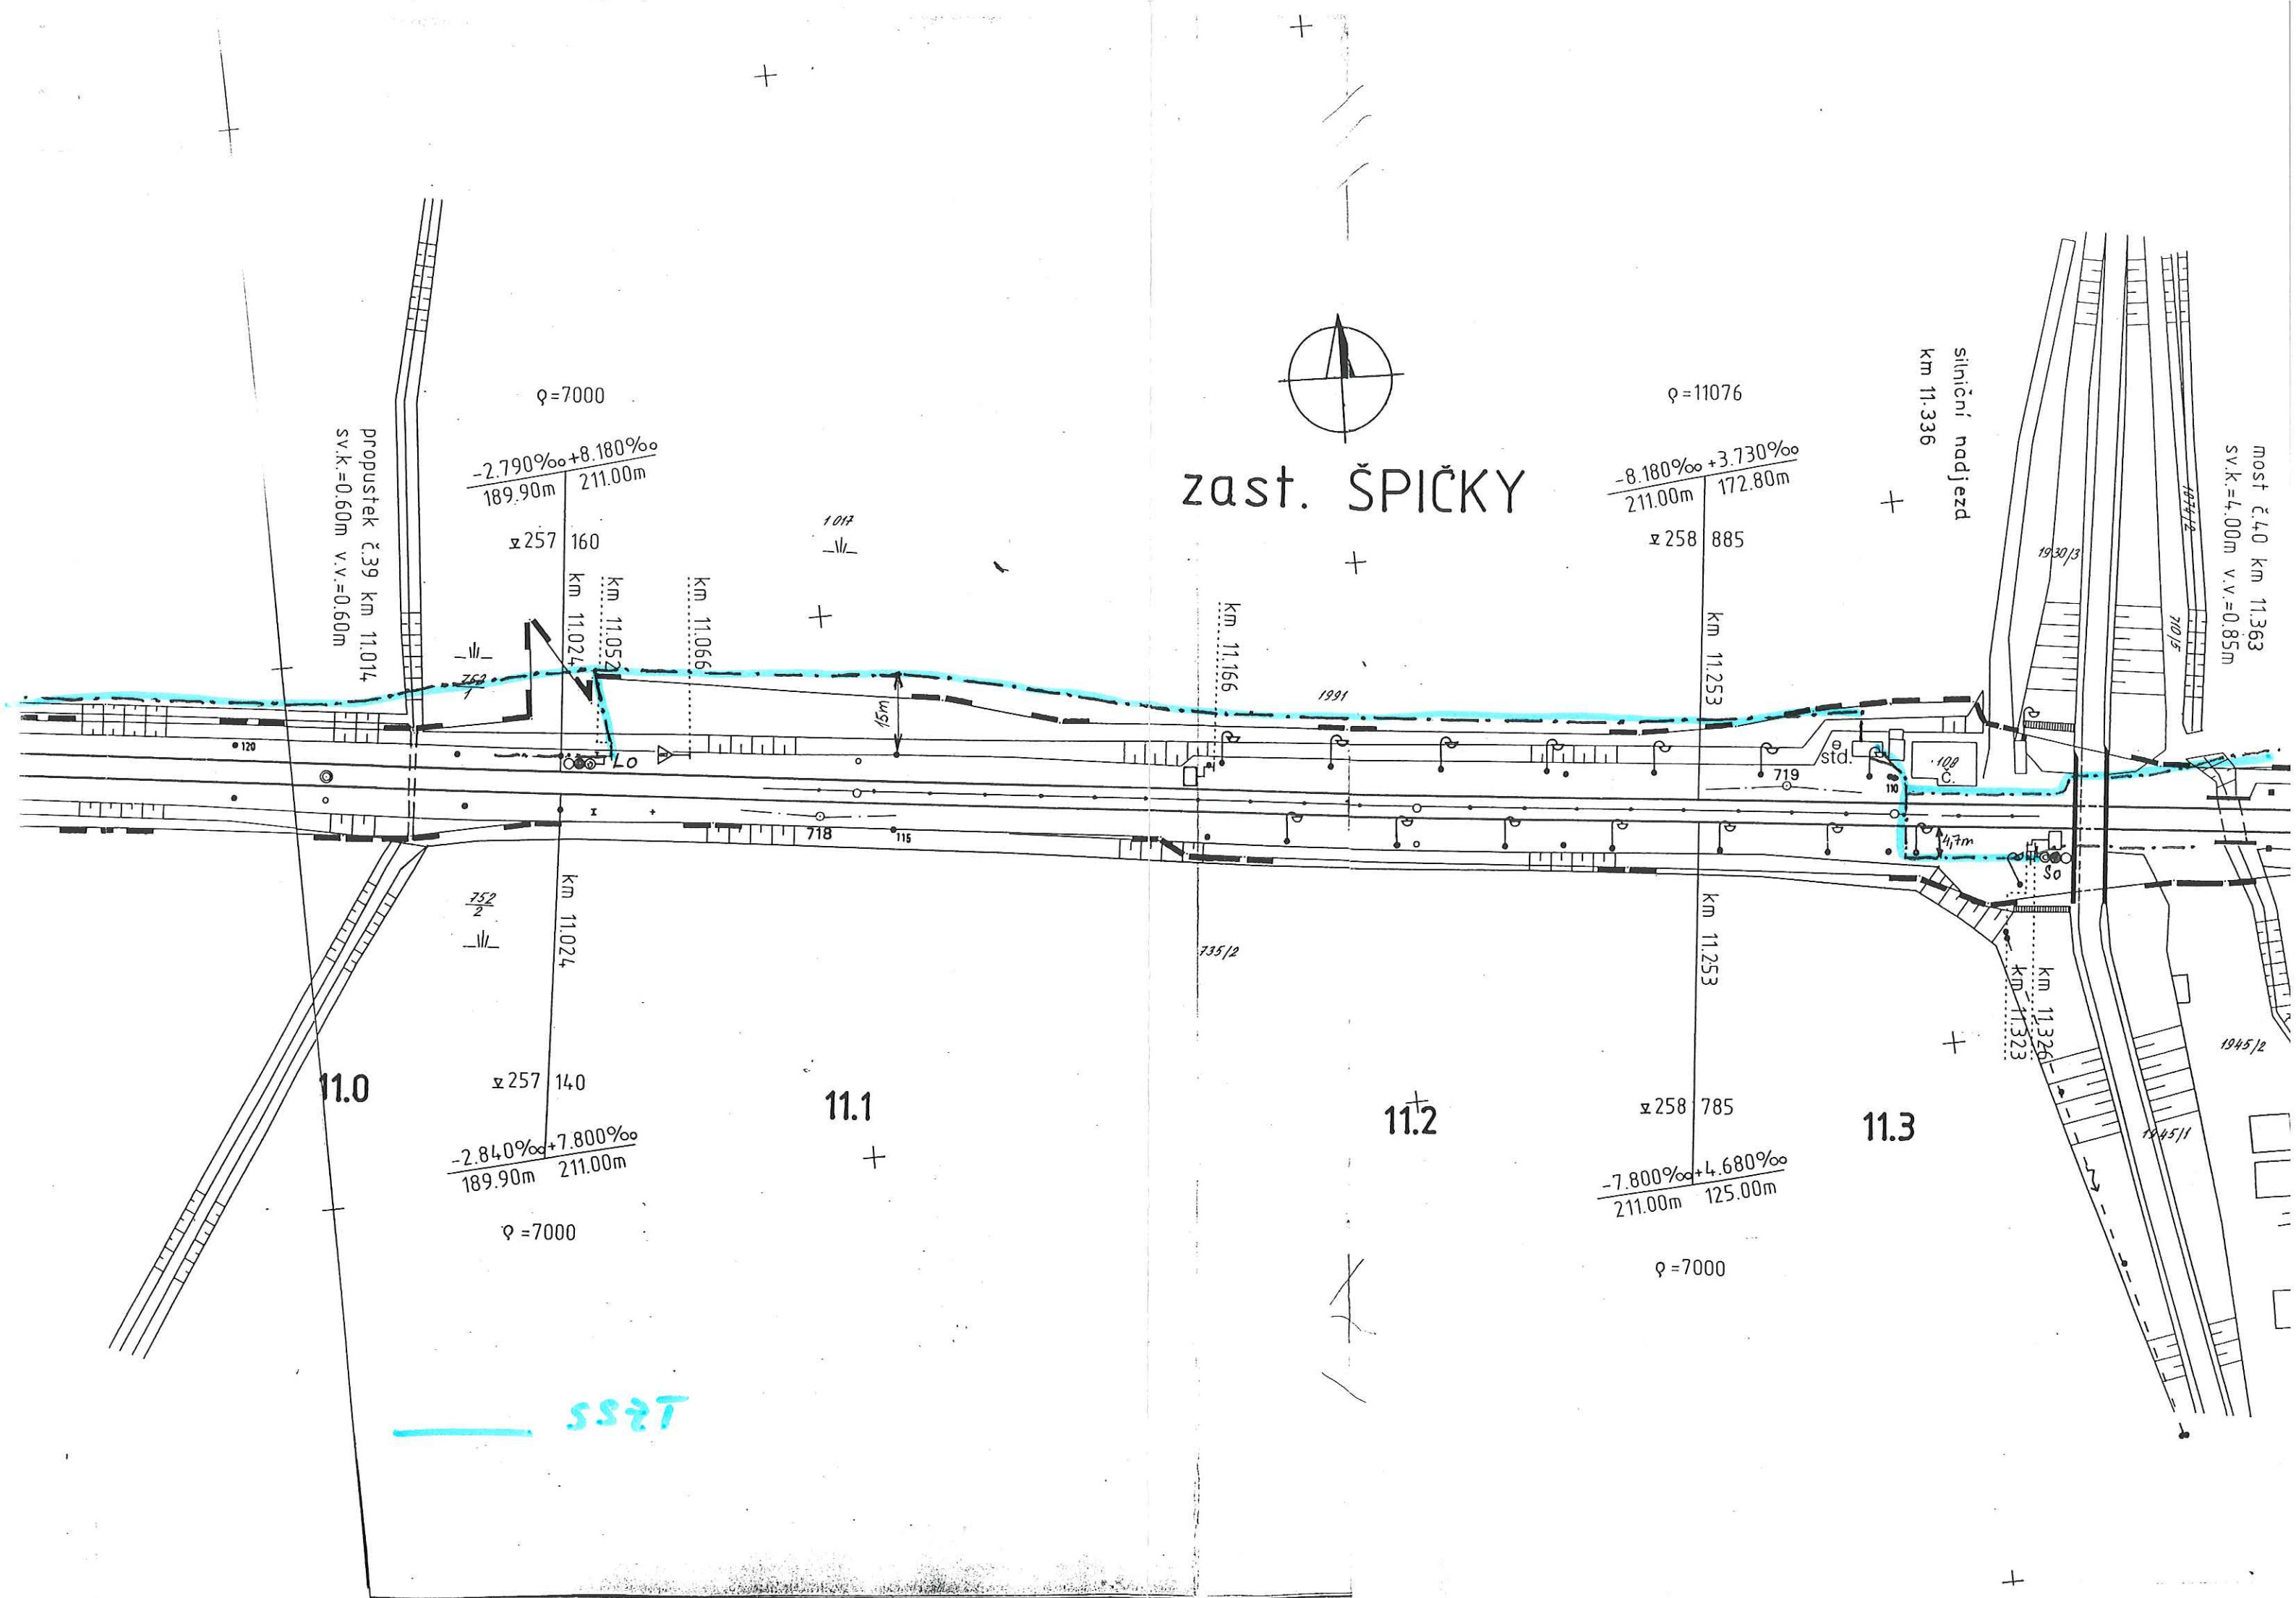 zast. ŠPIČKY
ρ=7000
-2.790‰ +8.180‰
189.90m 211.00m
257 160
km 11.024
km 11.052
km 11.066
propustek č.39 km 11.014
sv.k.=0.60m v.v.=0.60m
1017
752
1
15m
120
Lo
718
115
752
2
km 11.024
257 140
-2.840‰ +7.800‰
189.90m 211.00m
ρ=7000
11.0
11.1
11.2
11.3
km 11.166
1991
735/2
ρ=11076
-8.180‰ +3.730‰
211.00m 172.80m
258 885
km 11.253
silniční nadjezd
km 11.336
most č.40 km 11.363
sv.k.=4.00m v.v.=0.85m
1930/3
1074/2
710/5
std.
719
110
108
č.
4,7m
So
km 11.253
km 11.323
km 11.326
258 785
-7.800‰ +4.680‰
211.00m 125.00m
ρ=7000
1945/2
1945/1
SSZT